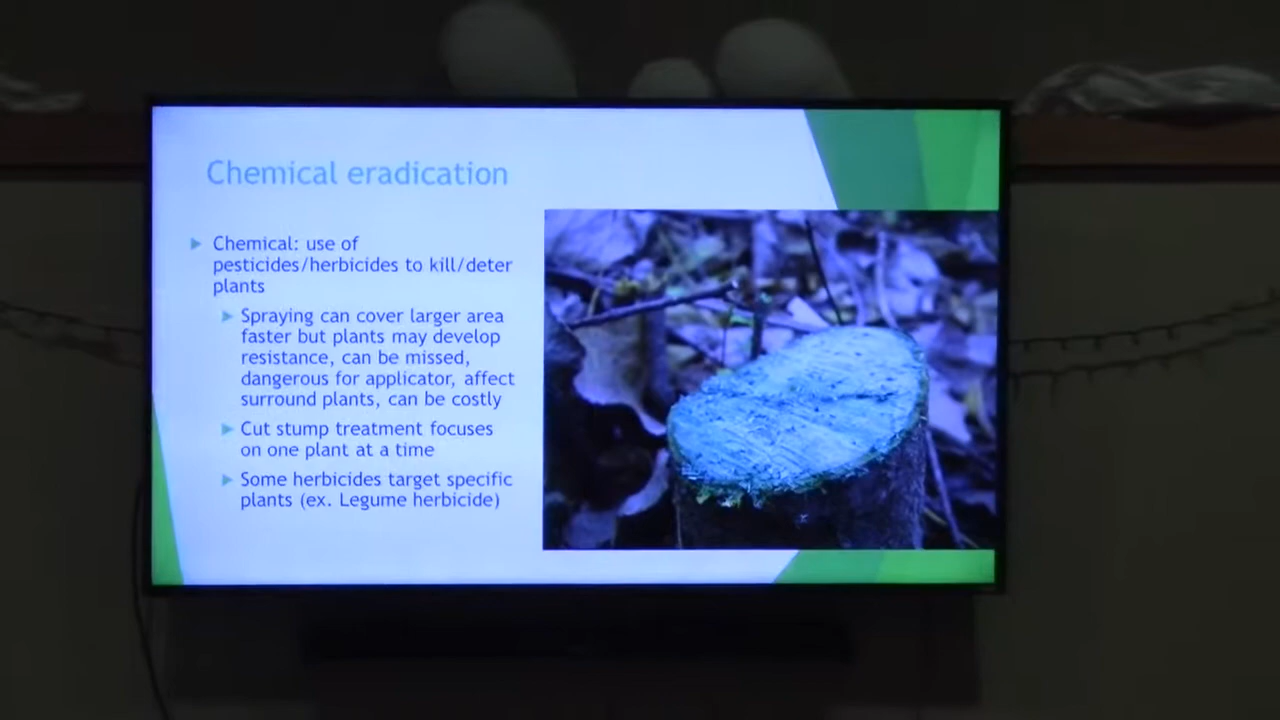 Chemical eradication
Chemical: use of
pesticides/herbicides to kill/deter
plants
Spraying can cover larger area
faster but plants may develop
resistance, can be missed,
dangerous for applicator, affect
surround plants, can be costly
Cut stump treatment focuses
on one plant at a time
Some herbicides target specific
plants (ex. Legume herbicide)